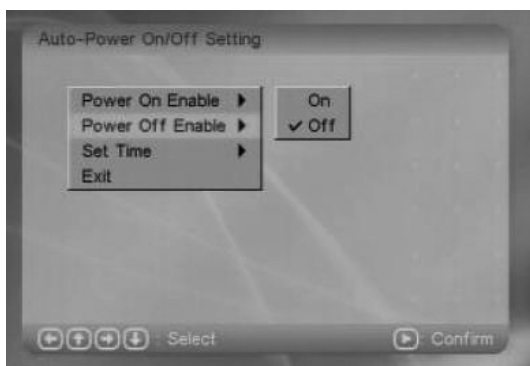 Auto-Power On/Off Setting
Power On Enable
Power Off Enable
Set Time
Exit
On
Off
: Select
: Confirm